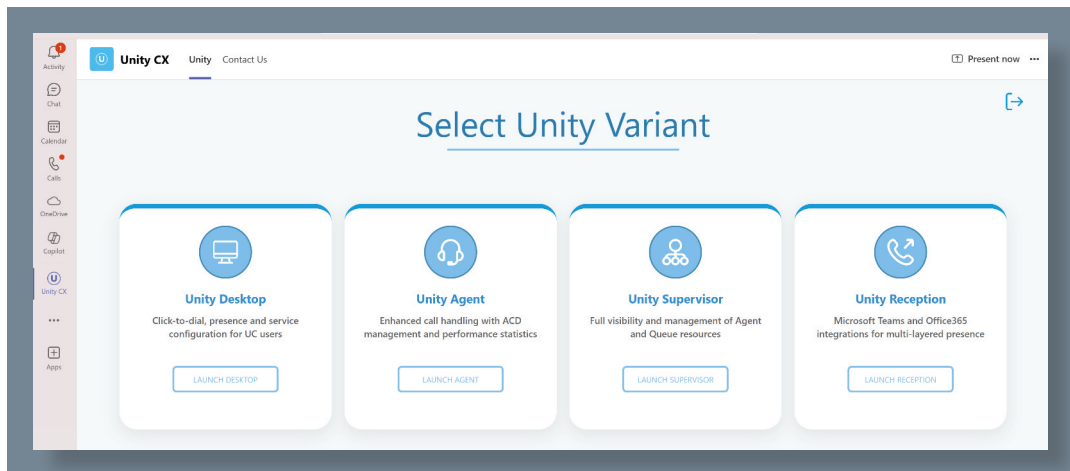 1
Activity
Chat
Calendar
Calls
OneDrive
Copilot
U
Unity CX
Apps
U
Unity CX
Unity
Contact Us
Present now
Select Unity Variant
Unity Desktop
Click-to-dial, presence and service
configuration for UC users
LAUNCH DESKTOP
Unity Agent
Enhanced call handling with ACD
management and performance statistics
LAUNCH AGENT
Unity Supervisor
Full visibility and management of Agent
and Queue resources
LAUNCH SUPERVISOR
Unity Reception
Microsoft Teams and Office365
integrations for multi-layered presence
LAUNCH RECEPTION